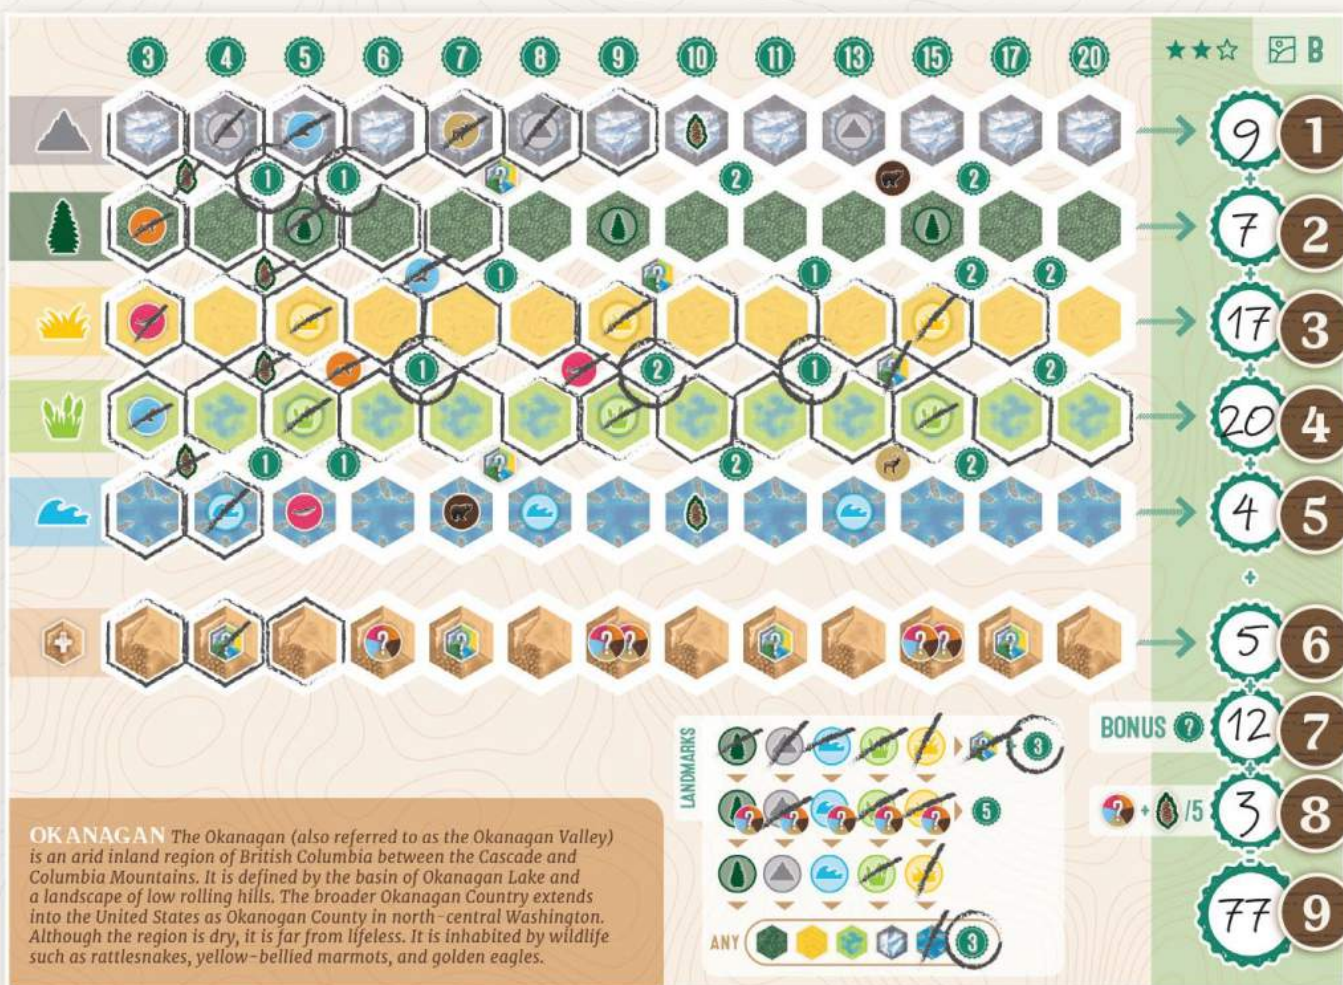 3 4 5 6 7 8 9 10 11 13 15 17 20 ★★☆ B
9 1
1 1 2 2
7 2
1 1 2 2
17 3
1 2 1 2
20 4
1 1 2 2
4 5
5 6
LANDMARKS
3
BONUS ? 12 7
5
+ /5 3 8
ANY 3
77 9
OKANAGAN The Okanagan (also referred to as the Okanagan Valley)
is an arid inland region of British Columbia between the Cascade and
Columbia Mountains. It is defined by the basin of Okanagan Lake and
a landscape of low rolling hills. The broader Okanagan Country extends
into the United States as Okanogan County in north-central Washington.
Although the region is dry, it is far from lifeless. It is inhabited by wildlife
such as rattlesnakes, yellow-bellied marmots, and golden eagles.